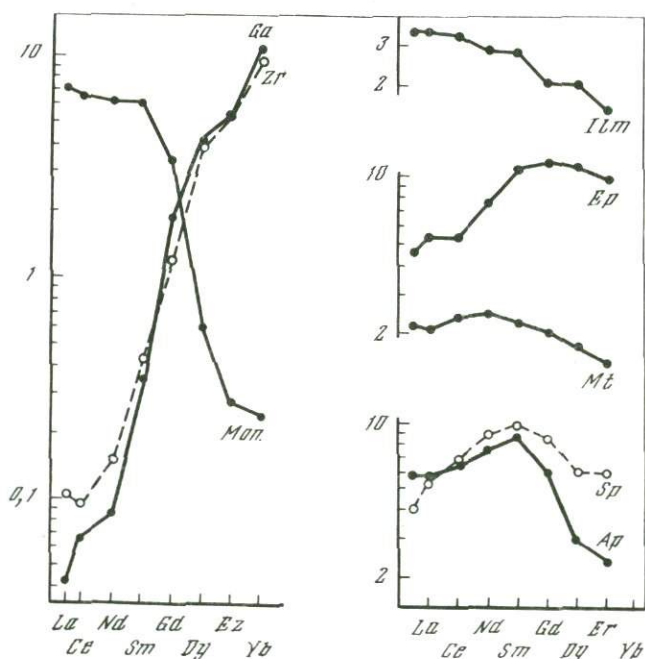 10
1
0,1
Ga
Zr
Mon.
La Nd Gd Ez
Ce Sm Dy Yb
3
2
Ilm
10
Ep
2
Mt
10
Sp
Ap
2
La Nd Gd Er
Ce Sm Dy Yb